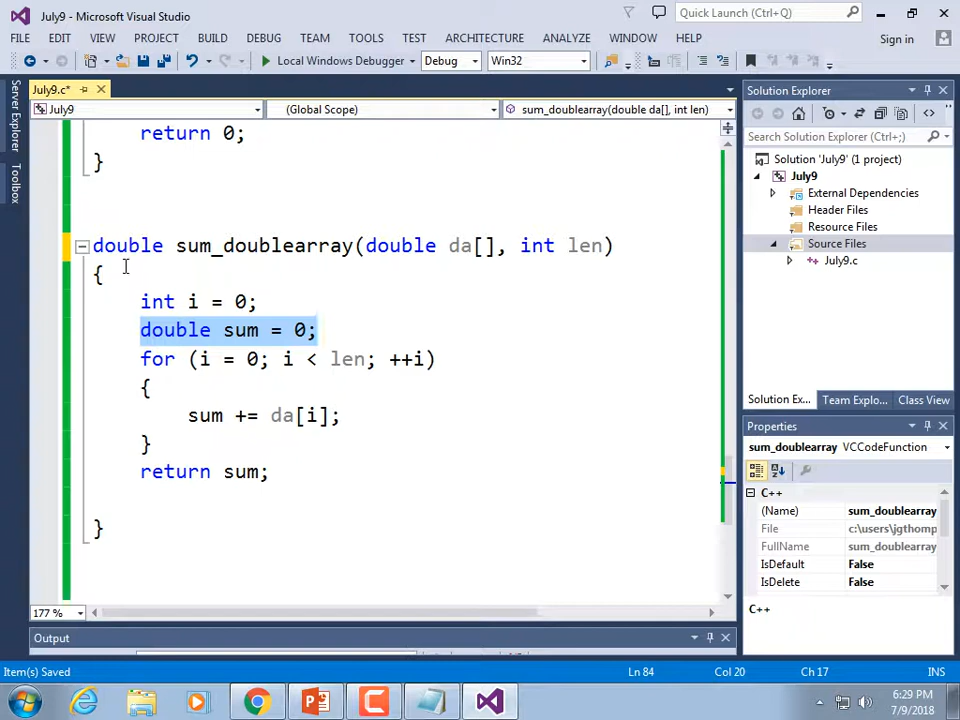 July9 - Microsoft Visual Studio
Quick Launch (Ctrl+Q)
FILE EDIT VIEW PROJECT BUILD DEBUG TEAM TOOLS TEST ARCHITECTURE ANALYZE WINDOW HELP
Sign in
Local Windows Debugger Debug Win32
July9.c*
July9 (Global Scope) sum_doublearray(double da[], int len)
Server Explorer
Toolbox
return 0;
}
double sum_doublearray(double da[], int len)
{
int i = 0;
double sum = 0;
for (i = 0; i < len; ++i)
{
sum += da[i];
}
return sum;
}
177 %
Output
Solution Explorer
Search Solution Explorer (Ctrl+;)
Solution 'July9' (1 project)
July9
External Dependencies
Header Files
Resource Files
Source Files
July9.c
Solution Ex... Team Explo... Class View
Properties
sum_doublearray VCCodeFunction
C++
(Name) sum_doublearray
File c:\users\jgthomp
FullName sum_doublearray
IsDefault False
IsDelete False
C++
Item(s) Saved Ln 84 Col 20 Ch 17 INS
6:29 PM
7/9/2018